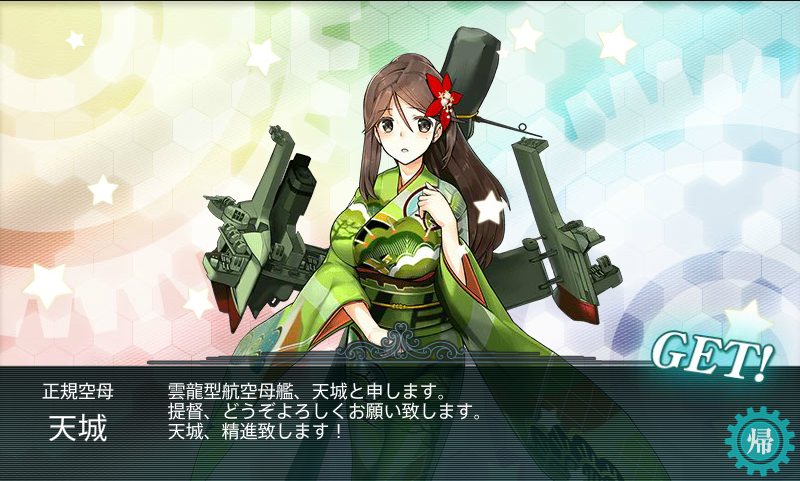 GET!
正規空母
天城
雲龍型航空母艦、天城と申します。
提督、どうぞよろしくお願い致します。
天城、精進致します！
帰